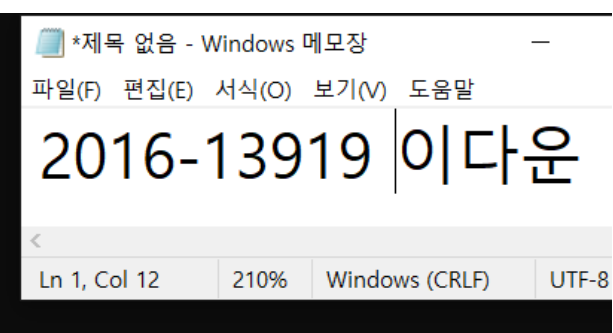 *제목 없음 - Windows 메모장
파일(F) 편집(E) 서식(O) 보기(V) 도움말
2016-13919 이다운
Ln 1, Col 12 210% Windows (CRLF) UTF-8